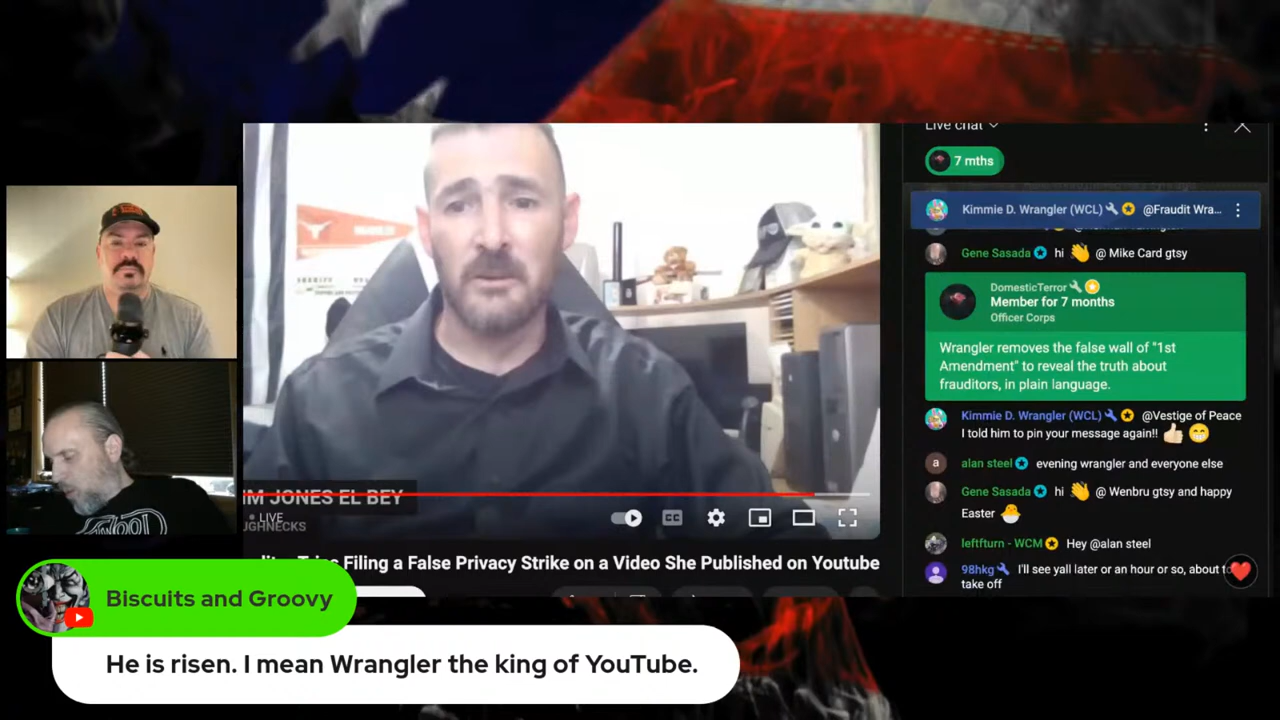 Live chat
7 mths
Kimmie D. Wrangler (WCL) @Fraudit Wra...
Gene Sasada hi @ Mike Card gtsy
DomesticTerror
Member for 7 months
Officer Corps
Wrangler removes the false wall of "1st
Amendment" to reveal the truth about
frauditors, in plain language.
Kimmie D. Wrangler (WCL) @Vestige of Peace
I told him to pin your message again!!
a alan steel evening wrangler and everyone else
Gene Sasada hi @ Wenbru gtsy and happy
Easter
leftfturn - WCM Hey @alan steel
98hkg I'll see yall later or an hour or so, about to
take off
SHERIFF
IM JONES EL BEY
LIVE
UGHNECKS
CC
Filing a False Privacy Strike on a Video She Published on Youtube
Biscuits and Groovy
He is risen. I mean Wrangler the king of YouTube.